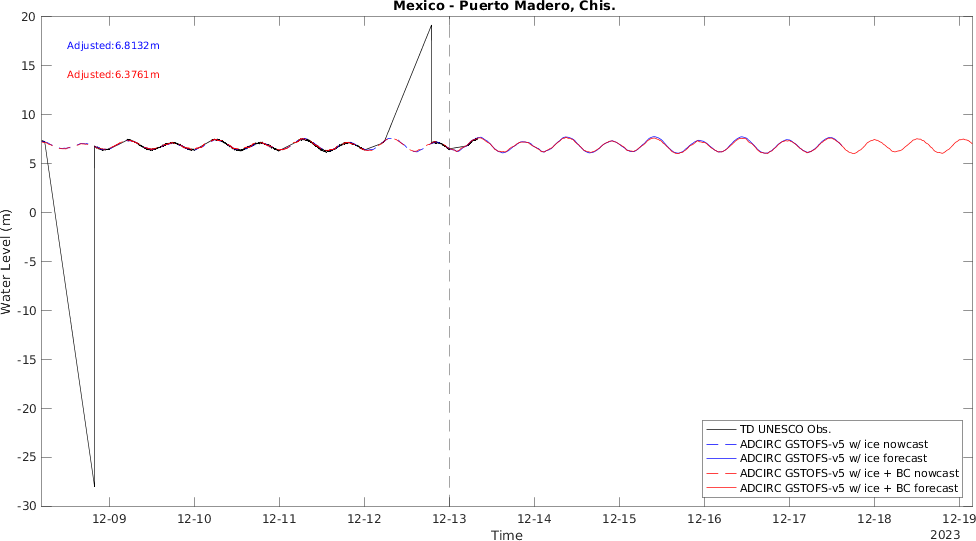 Mexico - Puerto Madero, Chis.
Adjusted:6.8132m
Adjusted:6.3761m
Water Level (m)
20
15
10
5
0
-5
-10
-15
-20
-25
-30
TD UNESCO Obs.
ADCIRC GSTOFS-v5 w/ ice nowcast
ADCIRC GSTOFS-v5 w/ ice forecast
ADCIRC GSTOFS-v5 w/ ice + BC nowcast
ADCIRC GSTOFS-v5 w/ ice + BC forecast
12-09 12-10 12-11 12-12 12-13 12-14 12-15 12-16 12-17 12-18 12-19
Time
2023